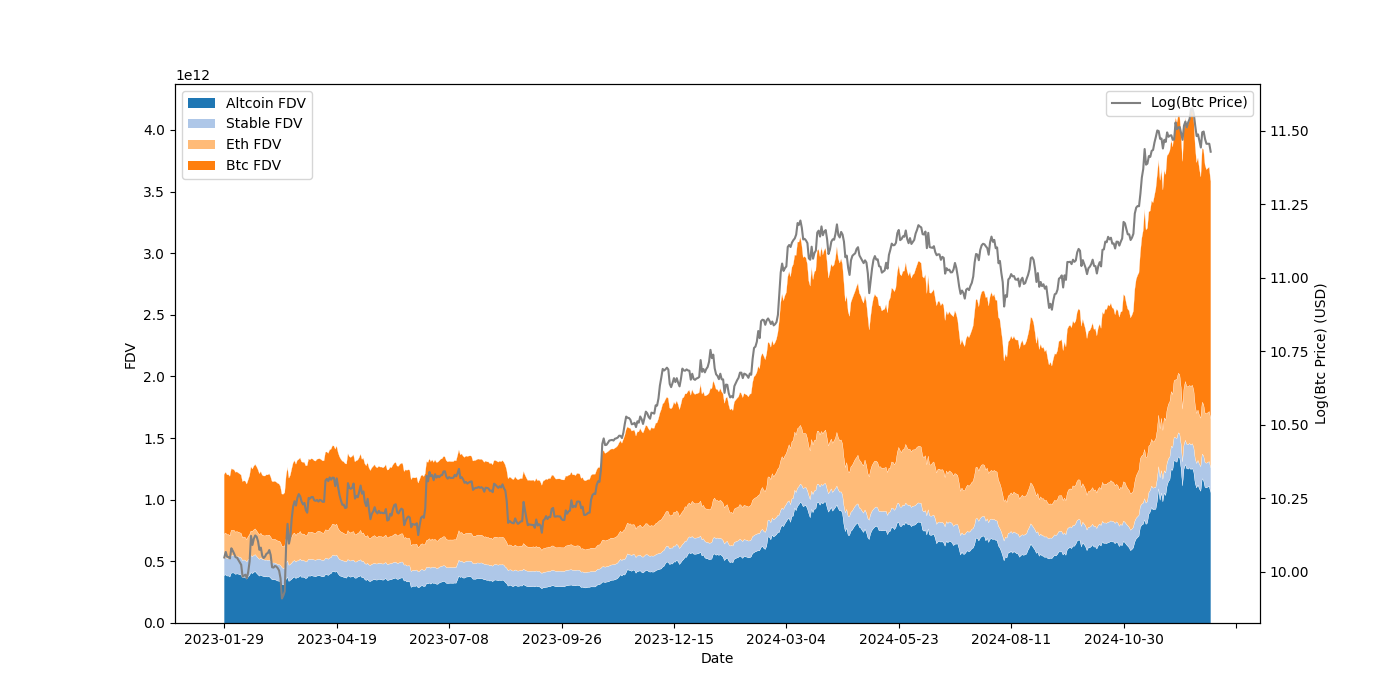 1e12
Altcoin FDV
Stable FDV
Eth FDV
Btc FDV
Log(Btc Price)
4.0
3.5
3.0
2.5
2.0
1.5
1.0
0.5
0.0
FDV
11.50
11.25
11.00
10.75
10.50
10.25
10.00
Log(Btc Price) (USD)
2023-01-29
2023-04-19
2023-07-08
2023-09-26
2023-12-15
2024-03-04
2024-05-23
2024-08-11
2024-10-30
Date